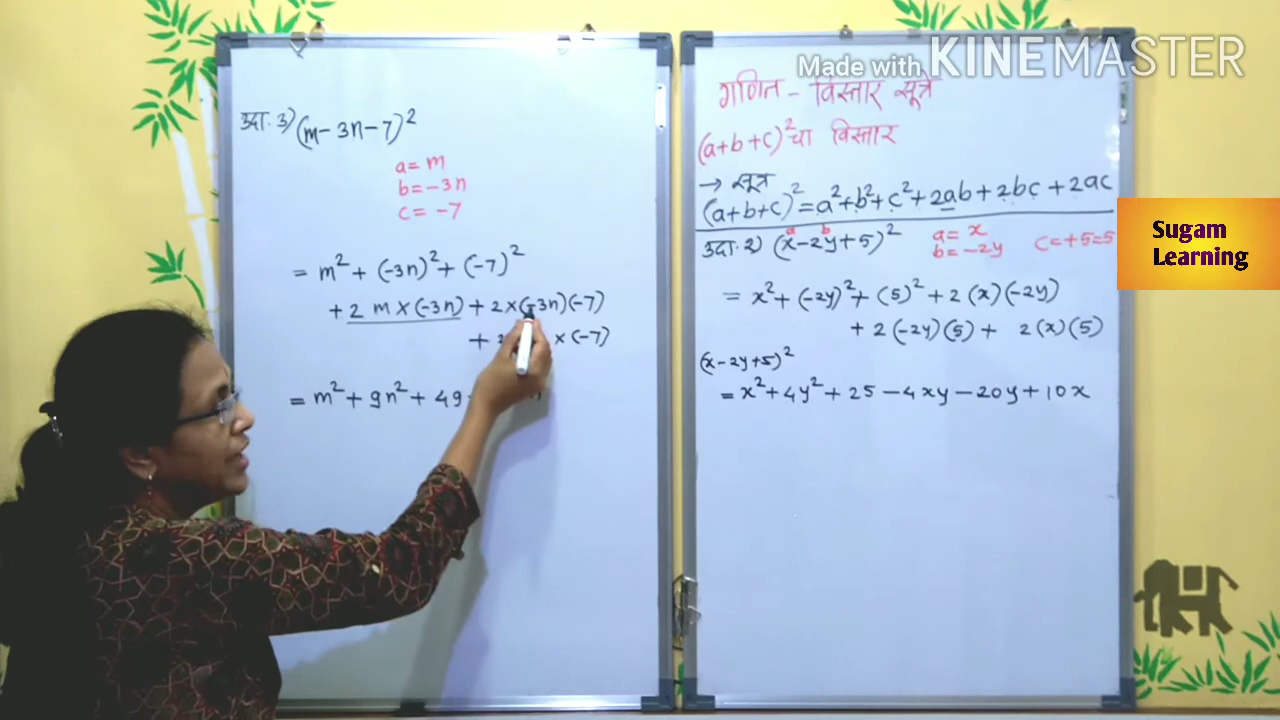 उदा. ३) (m-3n-7)²
a= m
b= -3n
c= -7
= m² + (-3n)² + (-7)²
+ 2 m × (-3n) + 2 × (-3n)(-7)
+ × (-7)
= m² + 9n² + 49
Made with KINEMASTER
गणित - विस्तार सूत्रे
(a+b+c)² चा विस्तार
→ सूत्र
(a+b+c)² = a²+b²+c²+2ab+2bc+2ac
a b
उदा. २) (x-2y+5)²
a= x
b= -2y
c=+5=5
= x² + (-2y)² + (5)² + 2(x)(-2y)
+ 2(-2y)(5) + 2(x)(5)
(x-2y+5)²
= x² + 4y² + 25 - 4xy - 20y + 10x
Sugam
Learning